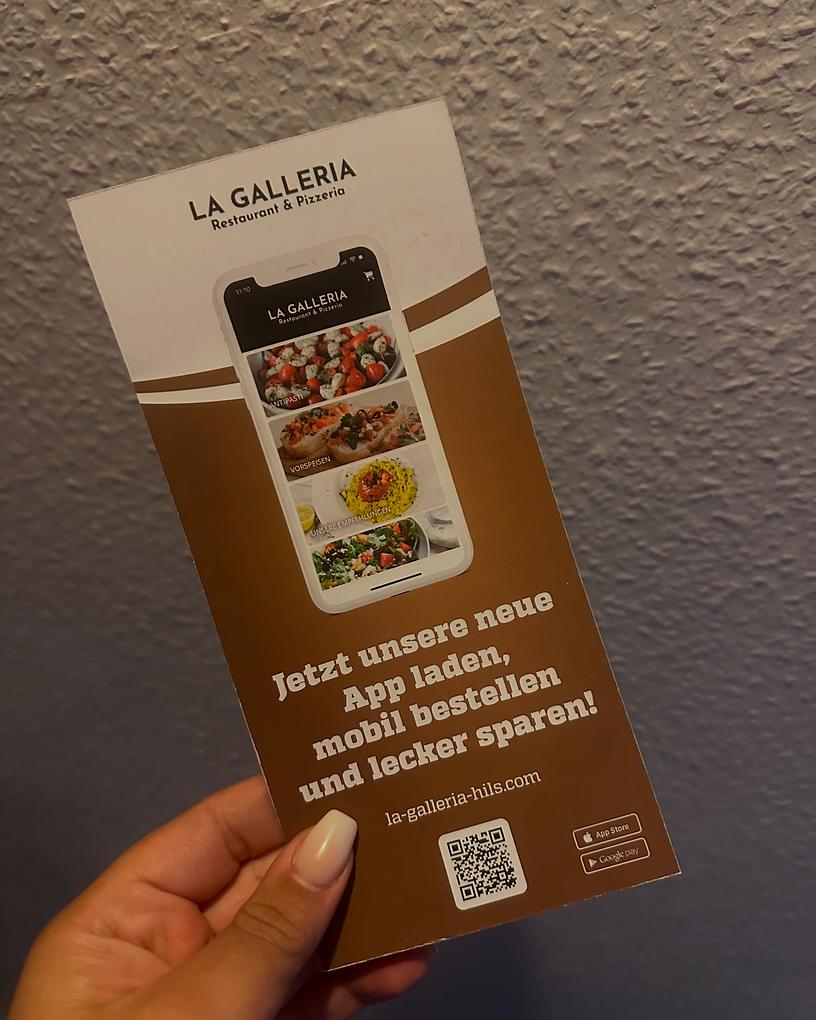 LA GALLERIA
Restaurant & Pizzeria
11:10
LA GALLERIA
Restaurant & Pizzeria
ANTIPASTI
VORSPEISEN
UNSERE EMPFEHLUNGEN
Jetzt unsere neue
App laden,
mobil bestellen
und lecker sparen!
la-galleria-hils.com
App Store
Google play